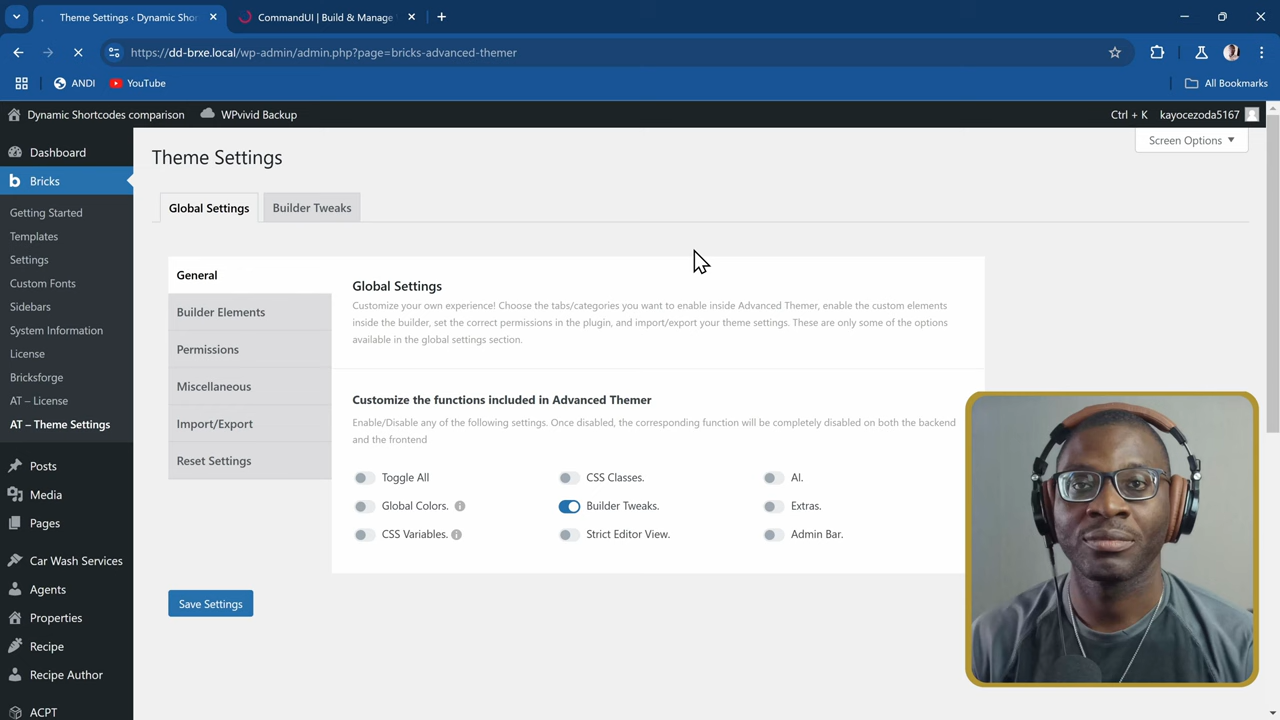 Theme Settings ‹ Dynamic Shor
CommandUI | Build & Manage
https://dd-brxe.local/wp-admin/admin.php?page=bricks-advanced-themer
ANDI
YouTube
All Bookmarks
Dynamic Shortcodes comparison
WPvivid Backup
Ctrl + K
kayocezoda5167
Screen Options
Dashboard
Bricks
Getting Started
Templates
Settings
Custom Fonts
Sidebars
System Information
License
Bricksforge
AT – License
AT – Theme Settings
Posts
Media
Pages
Car Wash Services
Agents
Properties
Recipe
Recipe Author
ACPT
Theme Settings
Global Settings
Builder Tweaks
General
Builder Elements
Permissions
Miscellaneous
Import/Export
Reset Settings
Global Settings
Customize your own experience! Choose the tabs/categories you want to enable inside Advanced Themer, enable the custom elements
inside the builder, set the correct permissions in the plugin, and import/export your theme settings. These are only some of the options
available in the global settings section.
Customize the functions included in Advanced Themer
Enable/Disable any of the following settings. Once disabled, the corresponding function will be completely disabled on both the backend
and the frontend
Toggle All
CSS Classes.
AI.
Global Colors.
Builder Tweaks.
Extras.
CSS Variables.
Strict Editor View.
Admin Bar.
Save Settings